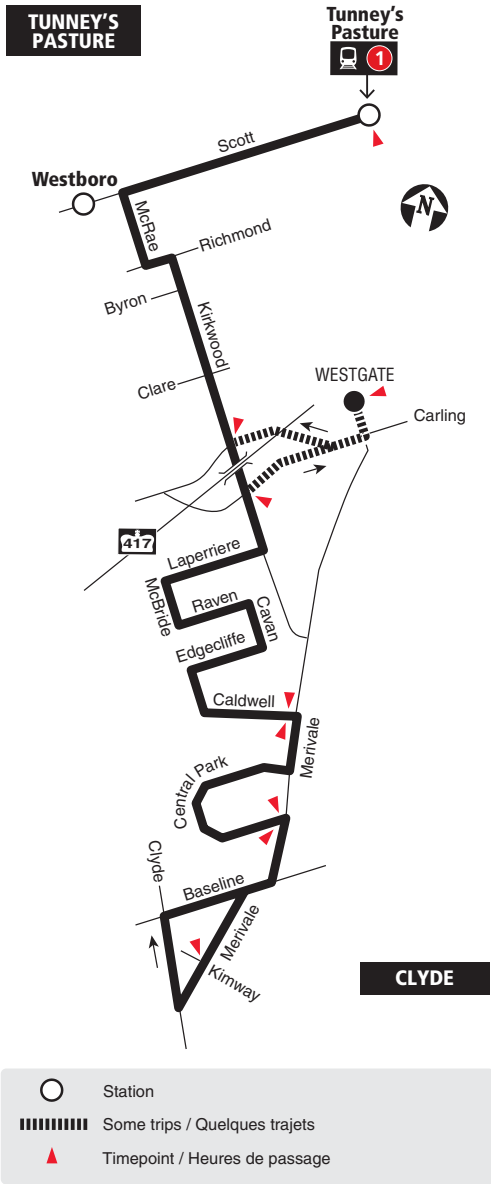 TUNNEY'S
PASTURE
Tunney's
Pasture
1
Scott
Westboro
McRae
N
Richmond
Byron
Kirkwood
Clare
WESTGATE
Carling
417
Laperriere
McBride
Raven
Cavan
Edgecliffe
Caldwell
Merivale
Central Park
Clyde
Baseline
Merivale
Kimway
CLYDE
Station
Some trips / Quelques trajets
Timepoint / Heures de passage